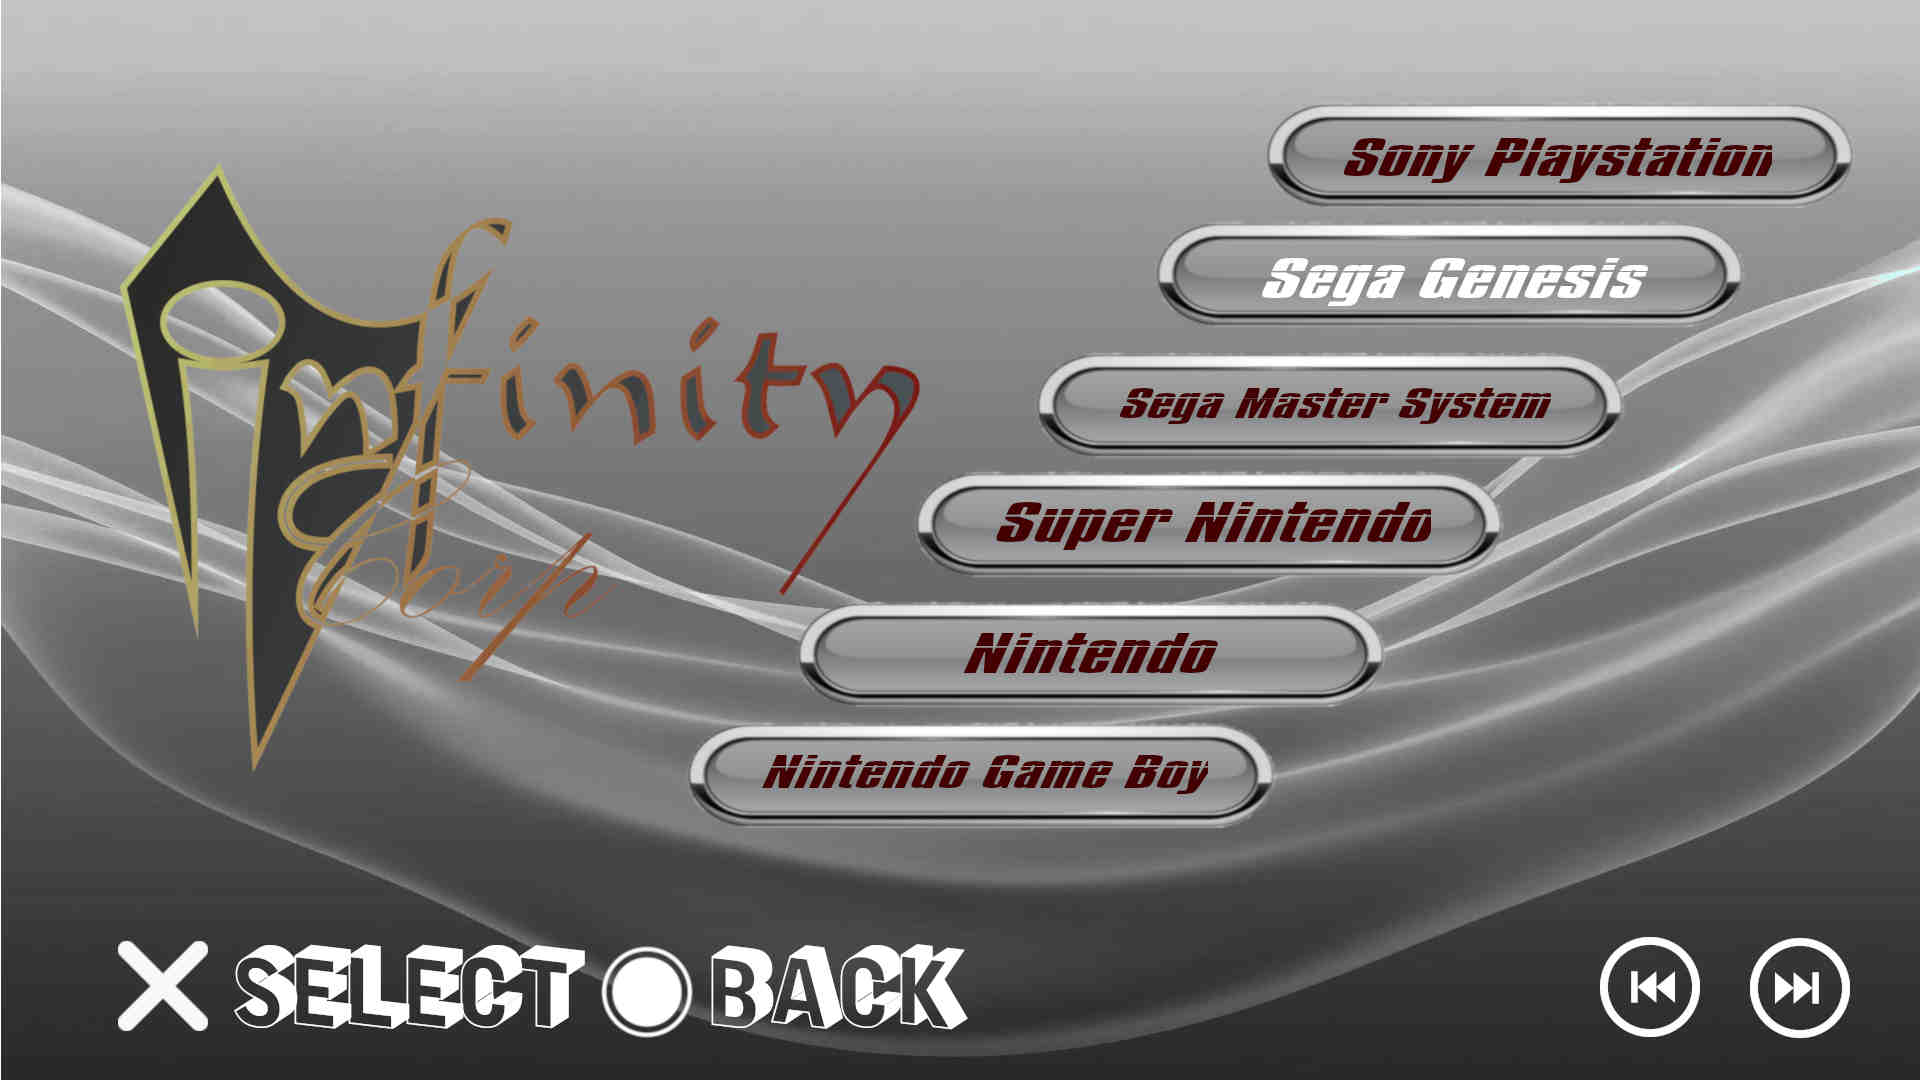 Infinity
Corp
Sony Playstation
Sega Genesis
Sega Master System
Super Nintendo
Nintendo
Nintendo Game Boy
SELECT BACK